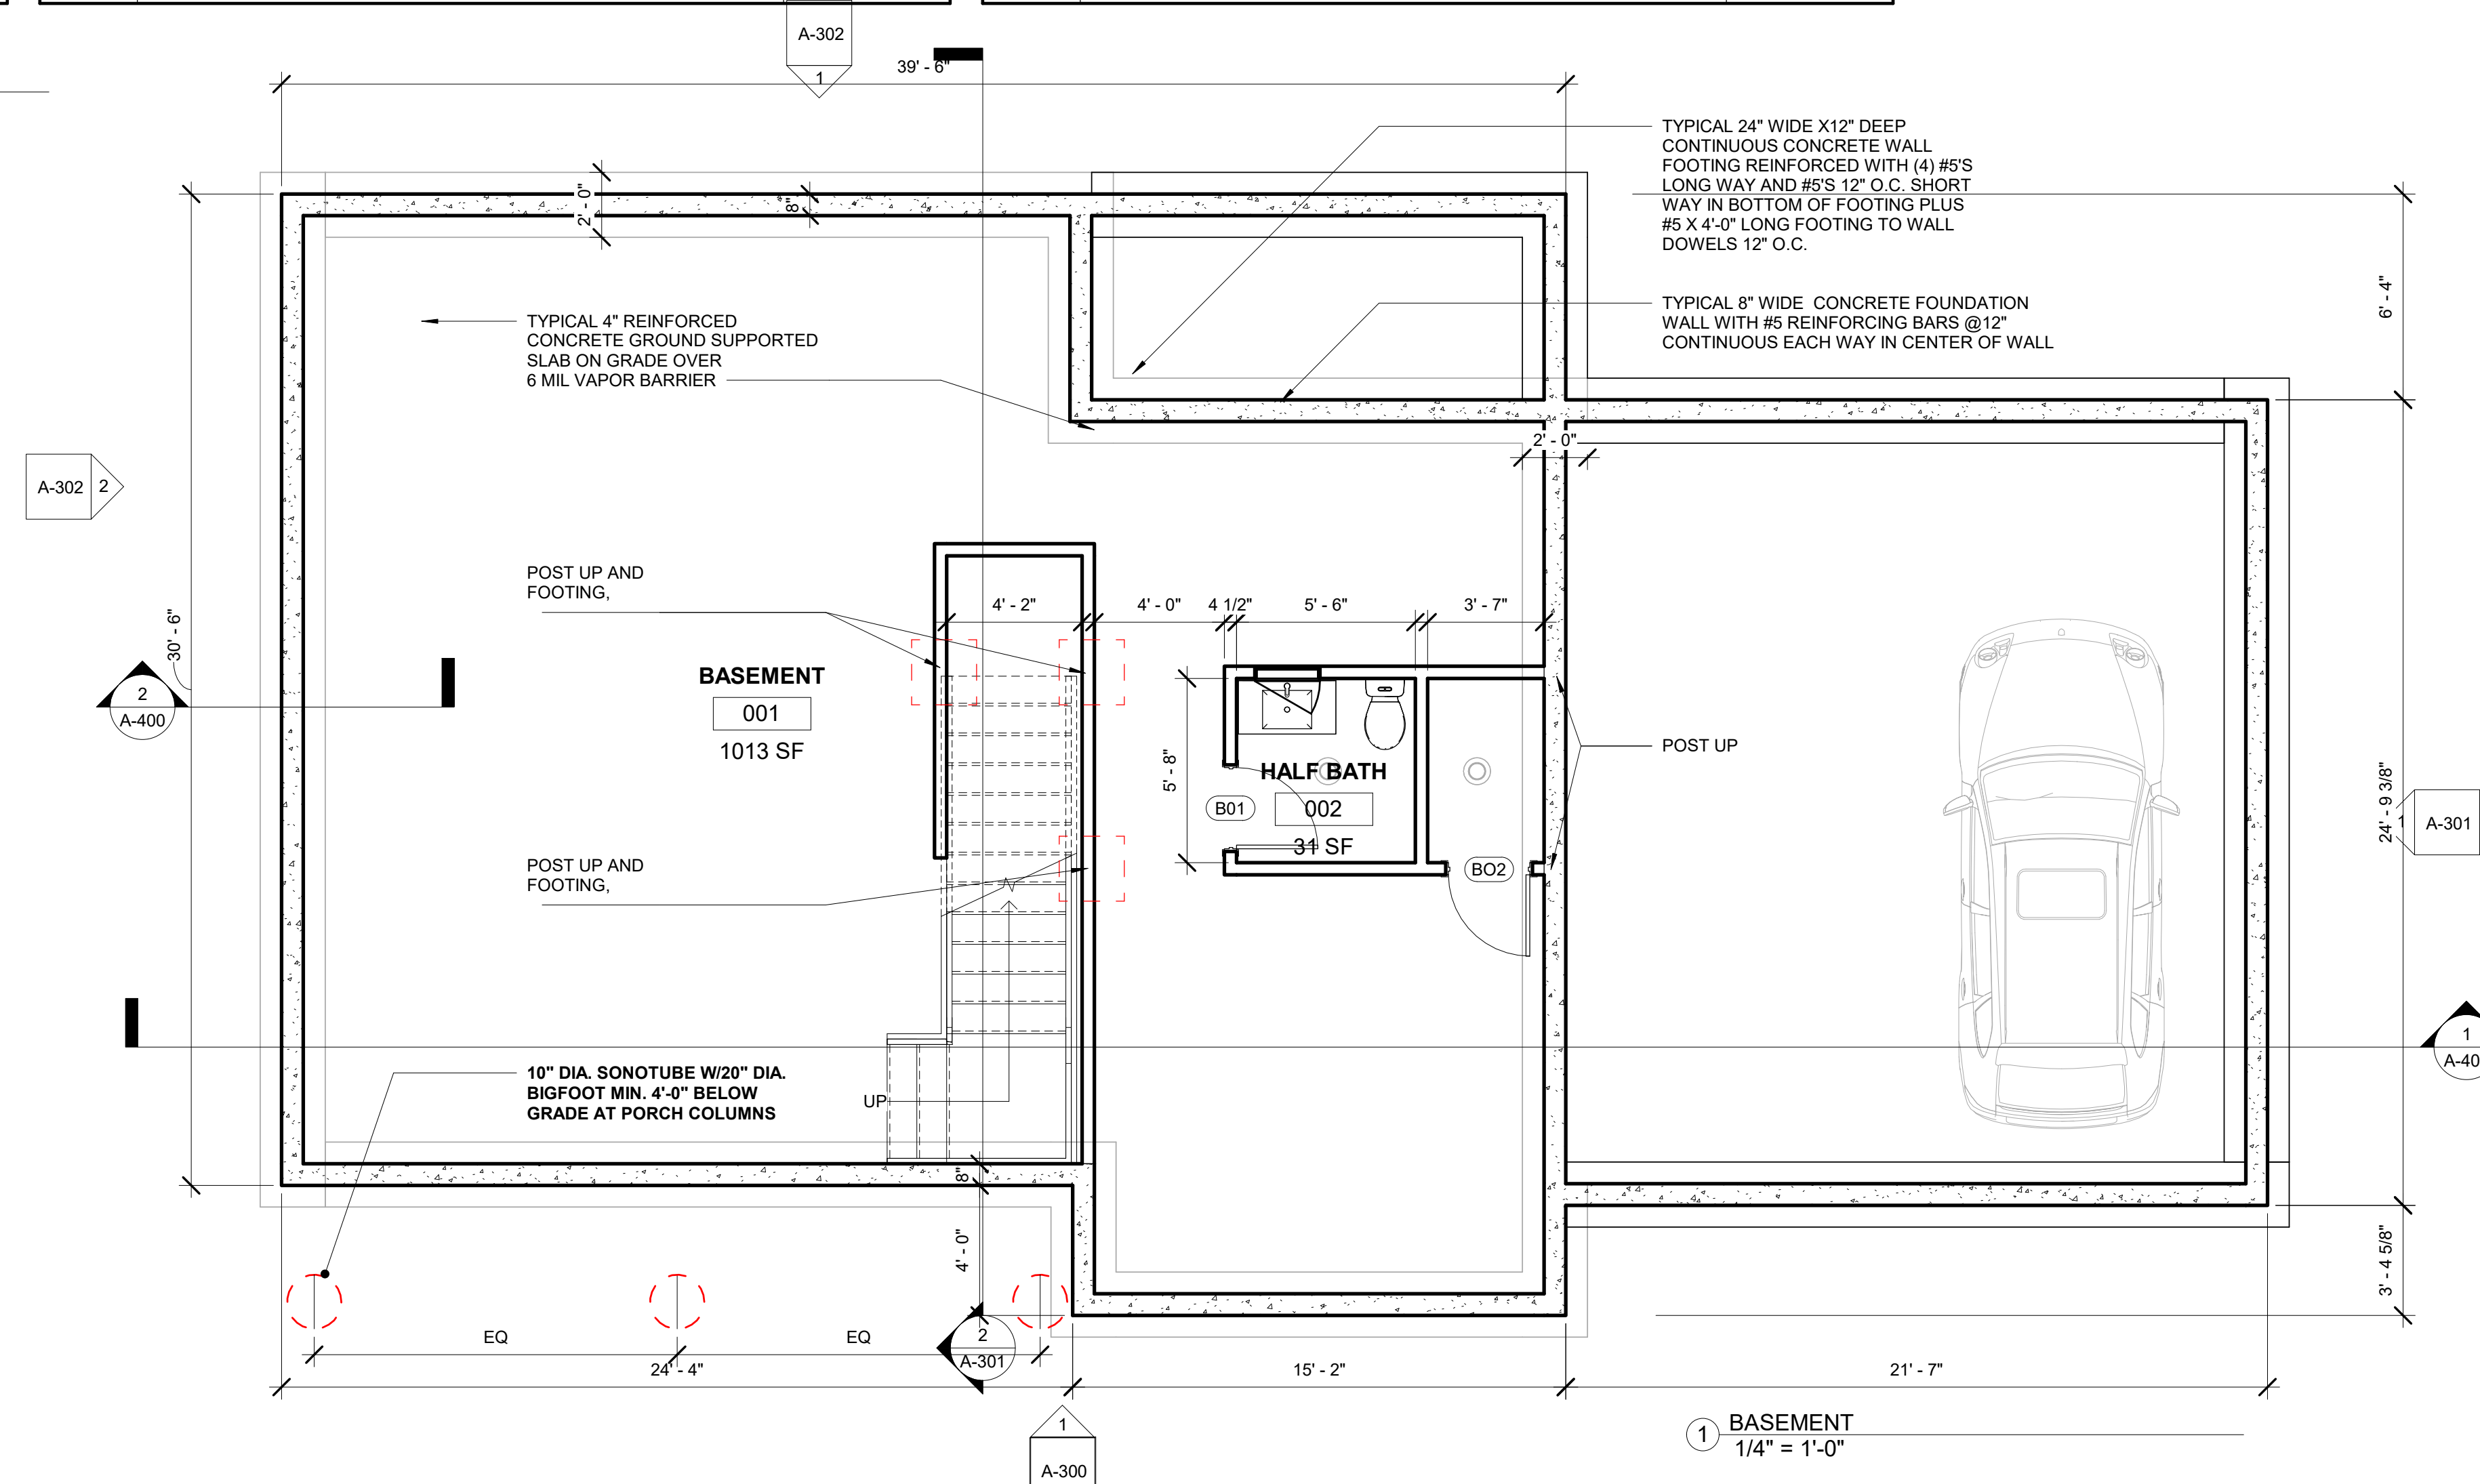 A-302
1
39' - 6"
TYPICAL 24" WIDE X12" DEEP
CONTINUOUS CONCRETE WALL
FOOTING REINFORCED WITH (4) #5'S
LONG WAY AND #5'S 12" O.C. SHORT
WAY IN BOTTOM OF FOOTING PLUS
#5 X 4'-0" LONG FOOTING TO WALL
DOWELS 12" O.C.
2' - 0"
8"
6' - 4"
TYPICAL 8" WIDE  CONCRETE FOUNDATION
WALL WITH #5 REINFORCING BARS @12"
CONTINUOUS EACH WAY IN CENTER OF WALL
TYPICAL 4" REINFORCED
CONCRETE GROUND SUPPORTED
SLAB ON GRADE OVER
6 MIL VAPOR BARRIER
2' - 0"
A-302
2
POST UP AND
FOOTING,
4' - 2"
4' - 0"
4 1/2"
5' - 6"
3' - 7"
30' - 6"
BASEMENT
001
1013 SF
2
A-400
POST UP
5' - 8"
HALF BATH
002
31 SF
B01
BO2
24' - 9 3/8"
1
A-301
POST UP AND
FOOTING,
1
A-40
10" DIA. SONOTUBE W/20" DIA.
BIGFOOT MIN. 4'-0" BELOW
GRADE AT PORCH COLUMNS
UP
8"
4' - 0"
3' - 4 5/8"
EQ
EQ
2
A-301
24' - 4"
15' - 2"
21' - 7"
1
A-300
1
BASEMENT
1/4" = 1'-0"